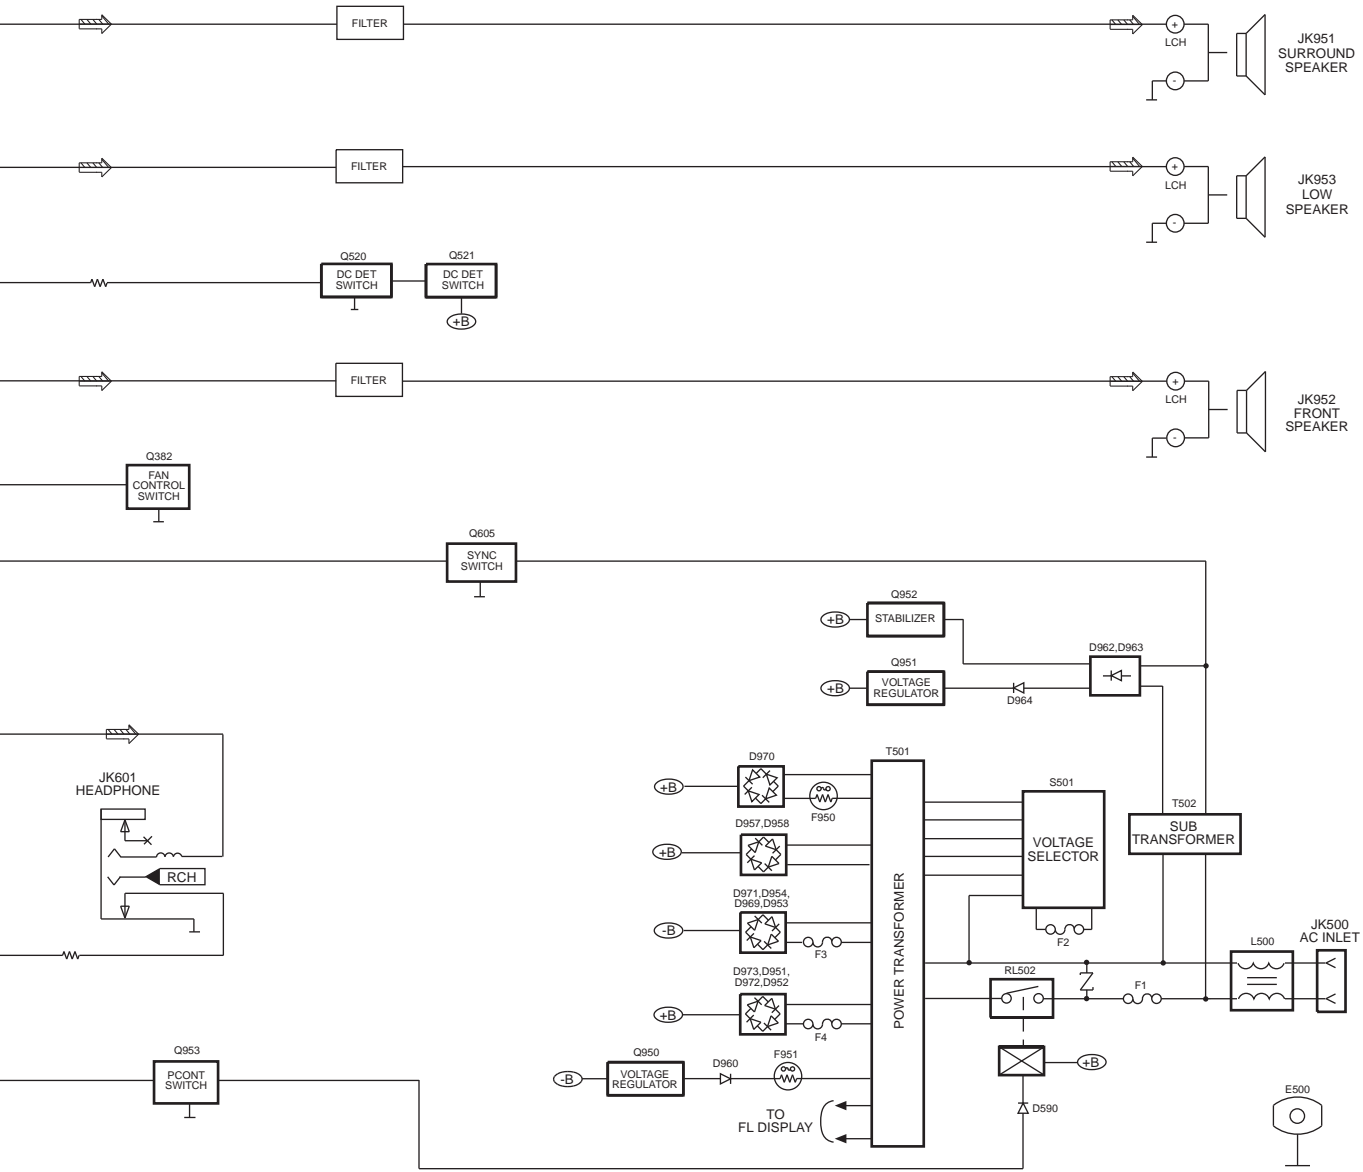 FILTER
+
LCH
-
JK951
SURROUND
SPEAKER
FILTER
+
LCH
-
JK953
LOW
SPEAKER
Q520
DC DET
SWITCH
Q521
DC DET
SWITCH
+B
FILTER
+
LCH
-
JK952
FRONT
SPEAKER
Q382
FAN
CONTROL
SWITCH
Q605
SYNC
SWITCH
Q952
+B
STABILIZER
D962,D963
Q951
+B
VOLTAGE
REGULATOR
D964
JK601
HEADPHONE
RCH
T501
POWER TRANSFORMER
D970
+B
F950
D957,D958
+B
D971,D954,
D969,D953
-B
F3
D973,D951,
D972,D952
+B
F4
Q950
-B
VOLTAGE
REGULATOR
D960
F951
TO
FL DISPLAY
S501
VOLTAGE
SELECTOR
F2
T502
SUB
TRANSFORMER
RL502
F1
L500
JK500
AC INLET
+B
D590
E500
Q953
PCONT
SWITCH